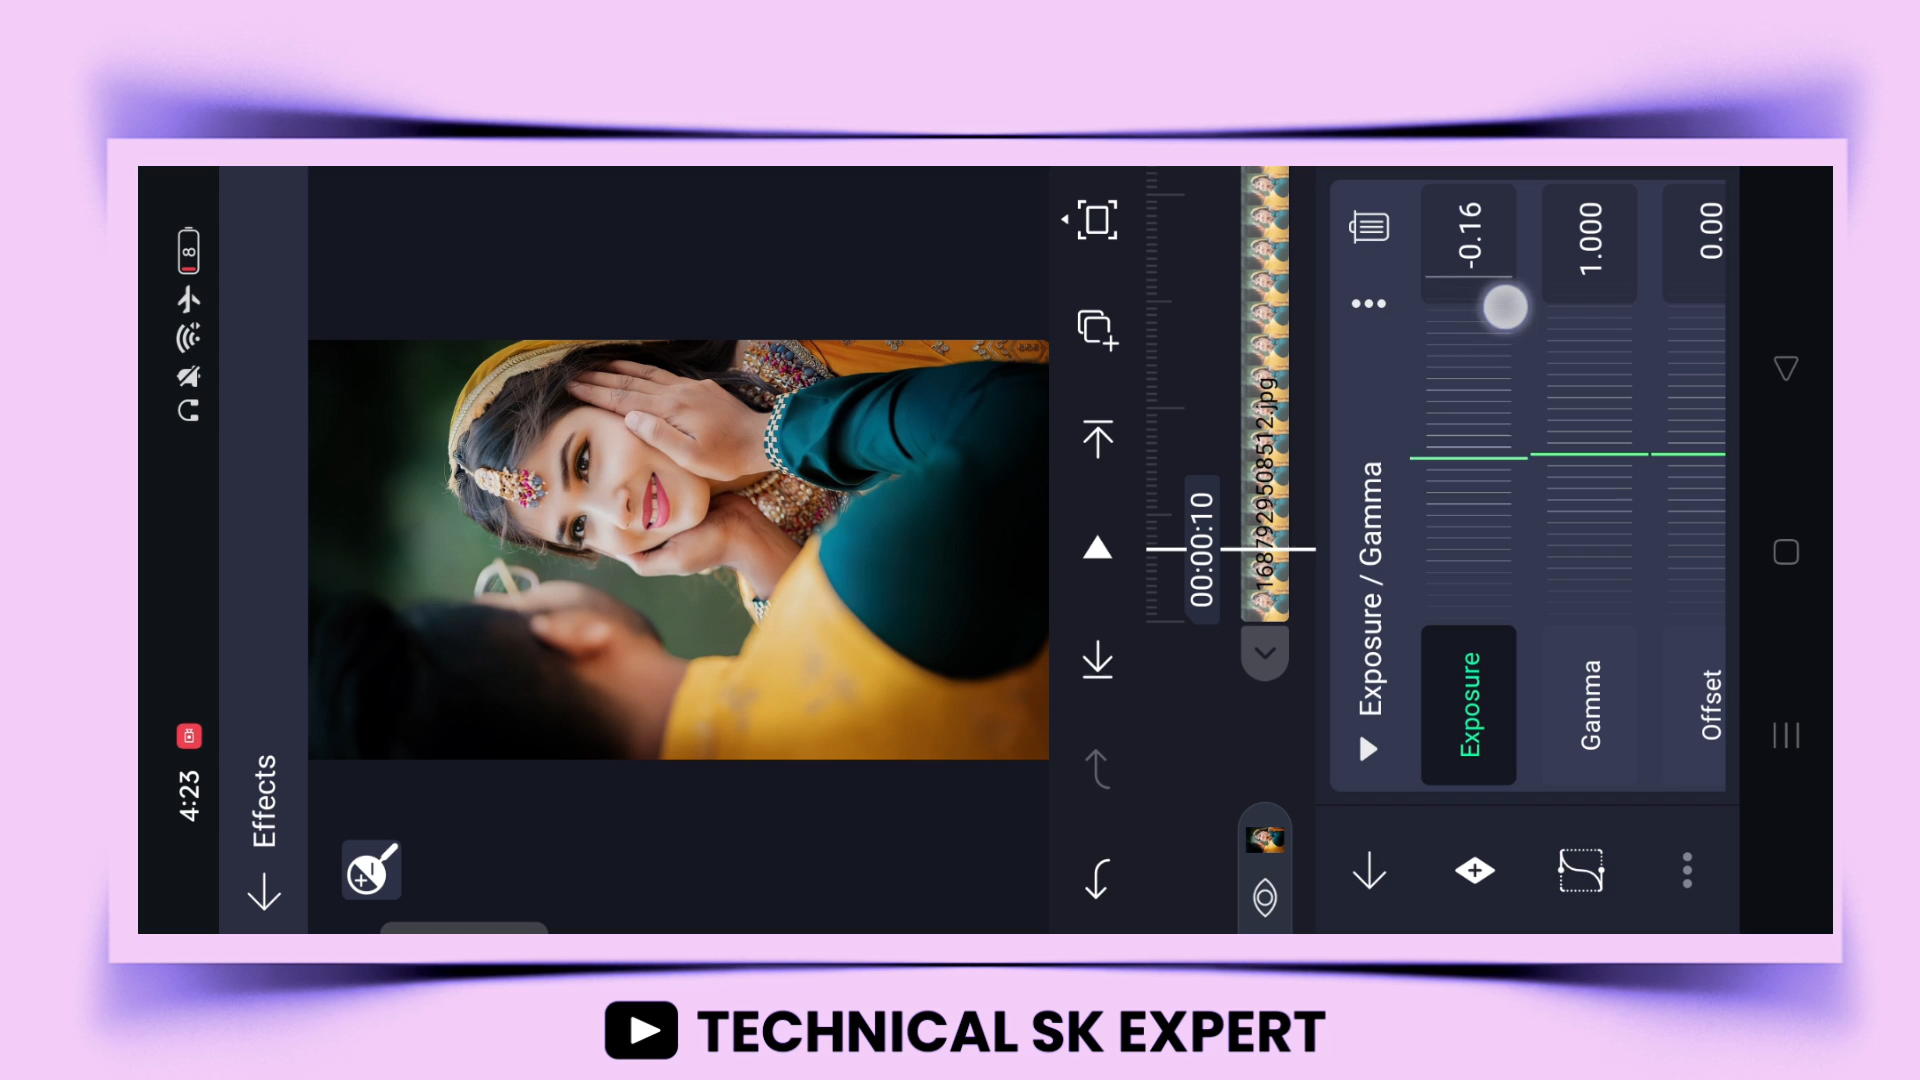 4:23
8
Effects
00:00:10
1687929508512.jpg
Exposure / Gamma
Exposure
-0.16
Gamma
1.000
Offset
0.00
TECHNICAL SK EXPERT